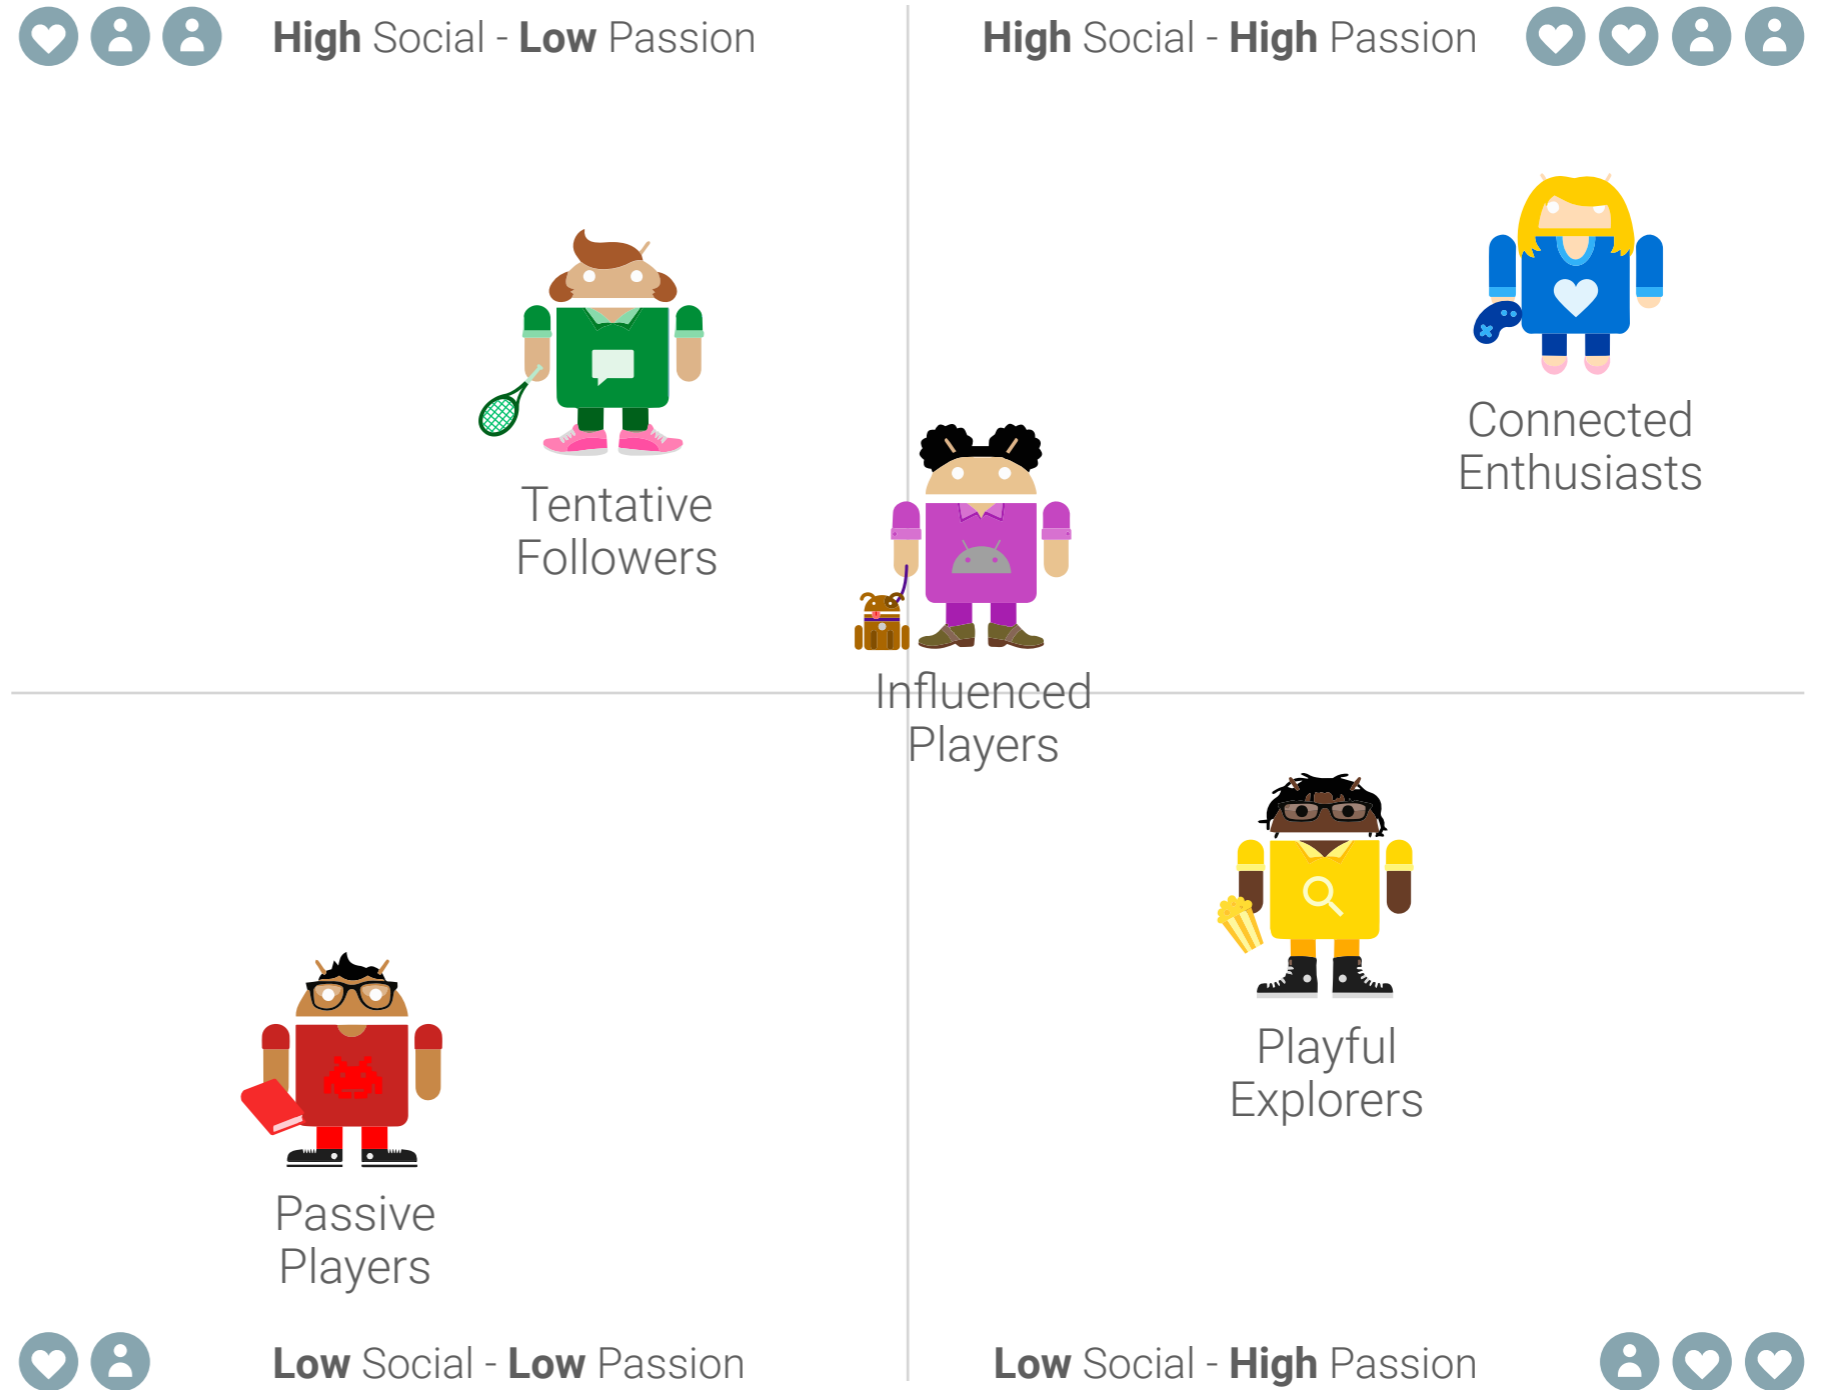 High Social - Low Passion
High Social - High Passion
Connected
Enthusiasts
Tentative
Followers
Influenced
Players
Playful
Explorers
Passive
Players
Low Social - Low Passion
Low Social - High Passion